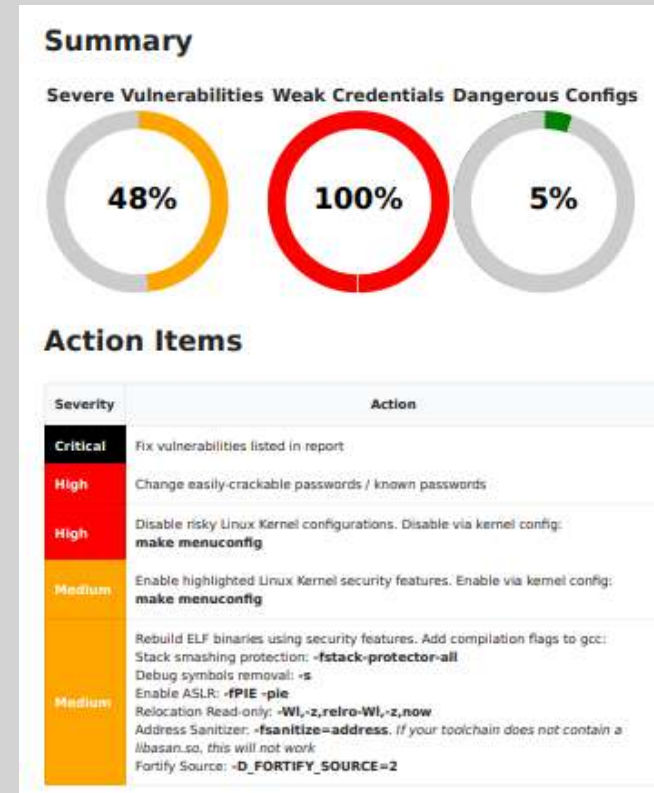 Summary
Severe Vulnerabilities Weak Credentials Dangerous Configs
48% 100% 5%
Action Items
Severity Action
Critical Fix vulnerabilities listed in report
High Change easily-crackable passwords / known passwords
High Disable risky Linux Kernel configurations. Disable via kernel config:
make menuconfig
Medium Enable highlighted Linux Kernel security features. Enable via kernel config:
make menuconfig
Medium Rebuild ELF binaries using security features. Add compilation flags to gcc:
Stack smashing protection: -fstack-protector-all
Debug symbols removal: -s
Enable ASLR: -fPIE -pie
Relocation Read-only: -Wl,-z,relro-Wl,-z,now
Address Sanitizer: -fsanitize=address. If your toolchain does not contain a
libasan.so, this will not work
Fortify Source: -D_FORTIFY_SOURCE=2